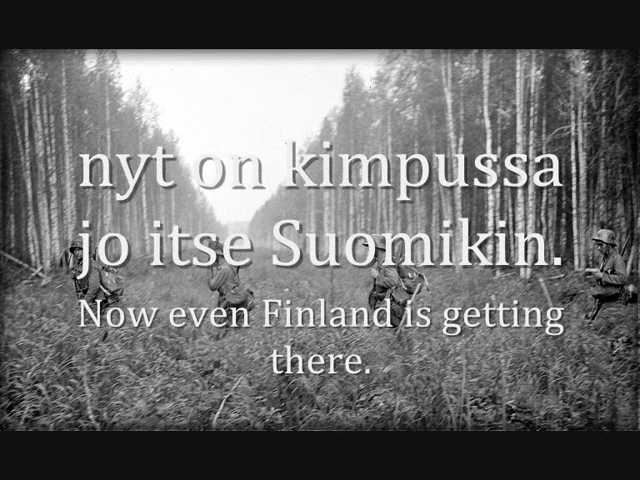 nyt on kimpussa
jo itse Suomikin.
Now even Finland is getting
there.